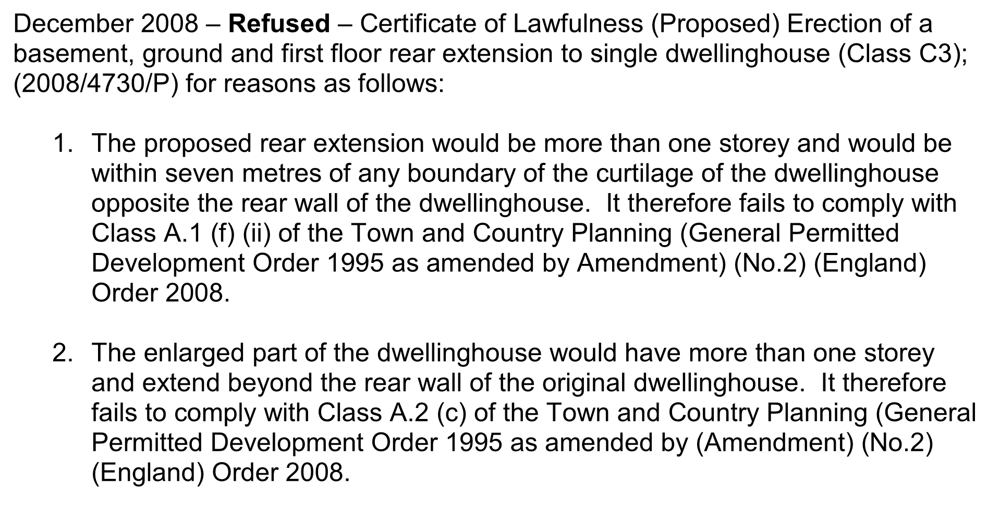 December 2008 – Refused – Certificate of Lawfulness (Proposed) Erection of a
basement, ground and first floor rear extension to single dwellinghouse (Class C3);
(2008/4730/P) for reasons as follows:
1. The proposed rear extension would be more than one storey and would be
within seven metres of any boundary of the curtilage of the dwellinghouse
opposite the rear wall of the dwellinghouse.  It therefore fails to comply with
Class A.1 (f) (ii) of the Town and Country Planning (General Permitted
Development Order 1995 as amended by Amendment) (No.2) (England)
Order 2008.
2. The enlarged part of the dwellinghouse would have more than one storey
and extend beyond the rear wall of the original dwellinghouse.  It therefore
fails to comply with Class A.2 (c) of the Town and Country Planning (General
Permitted Development Order 1995 as amended by (Amendment) (No.2)
(England) Order 2008.